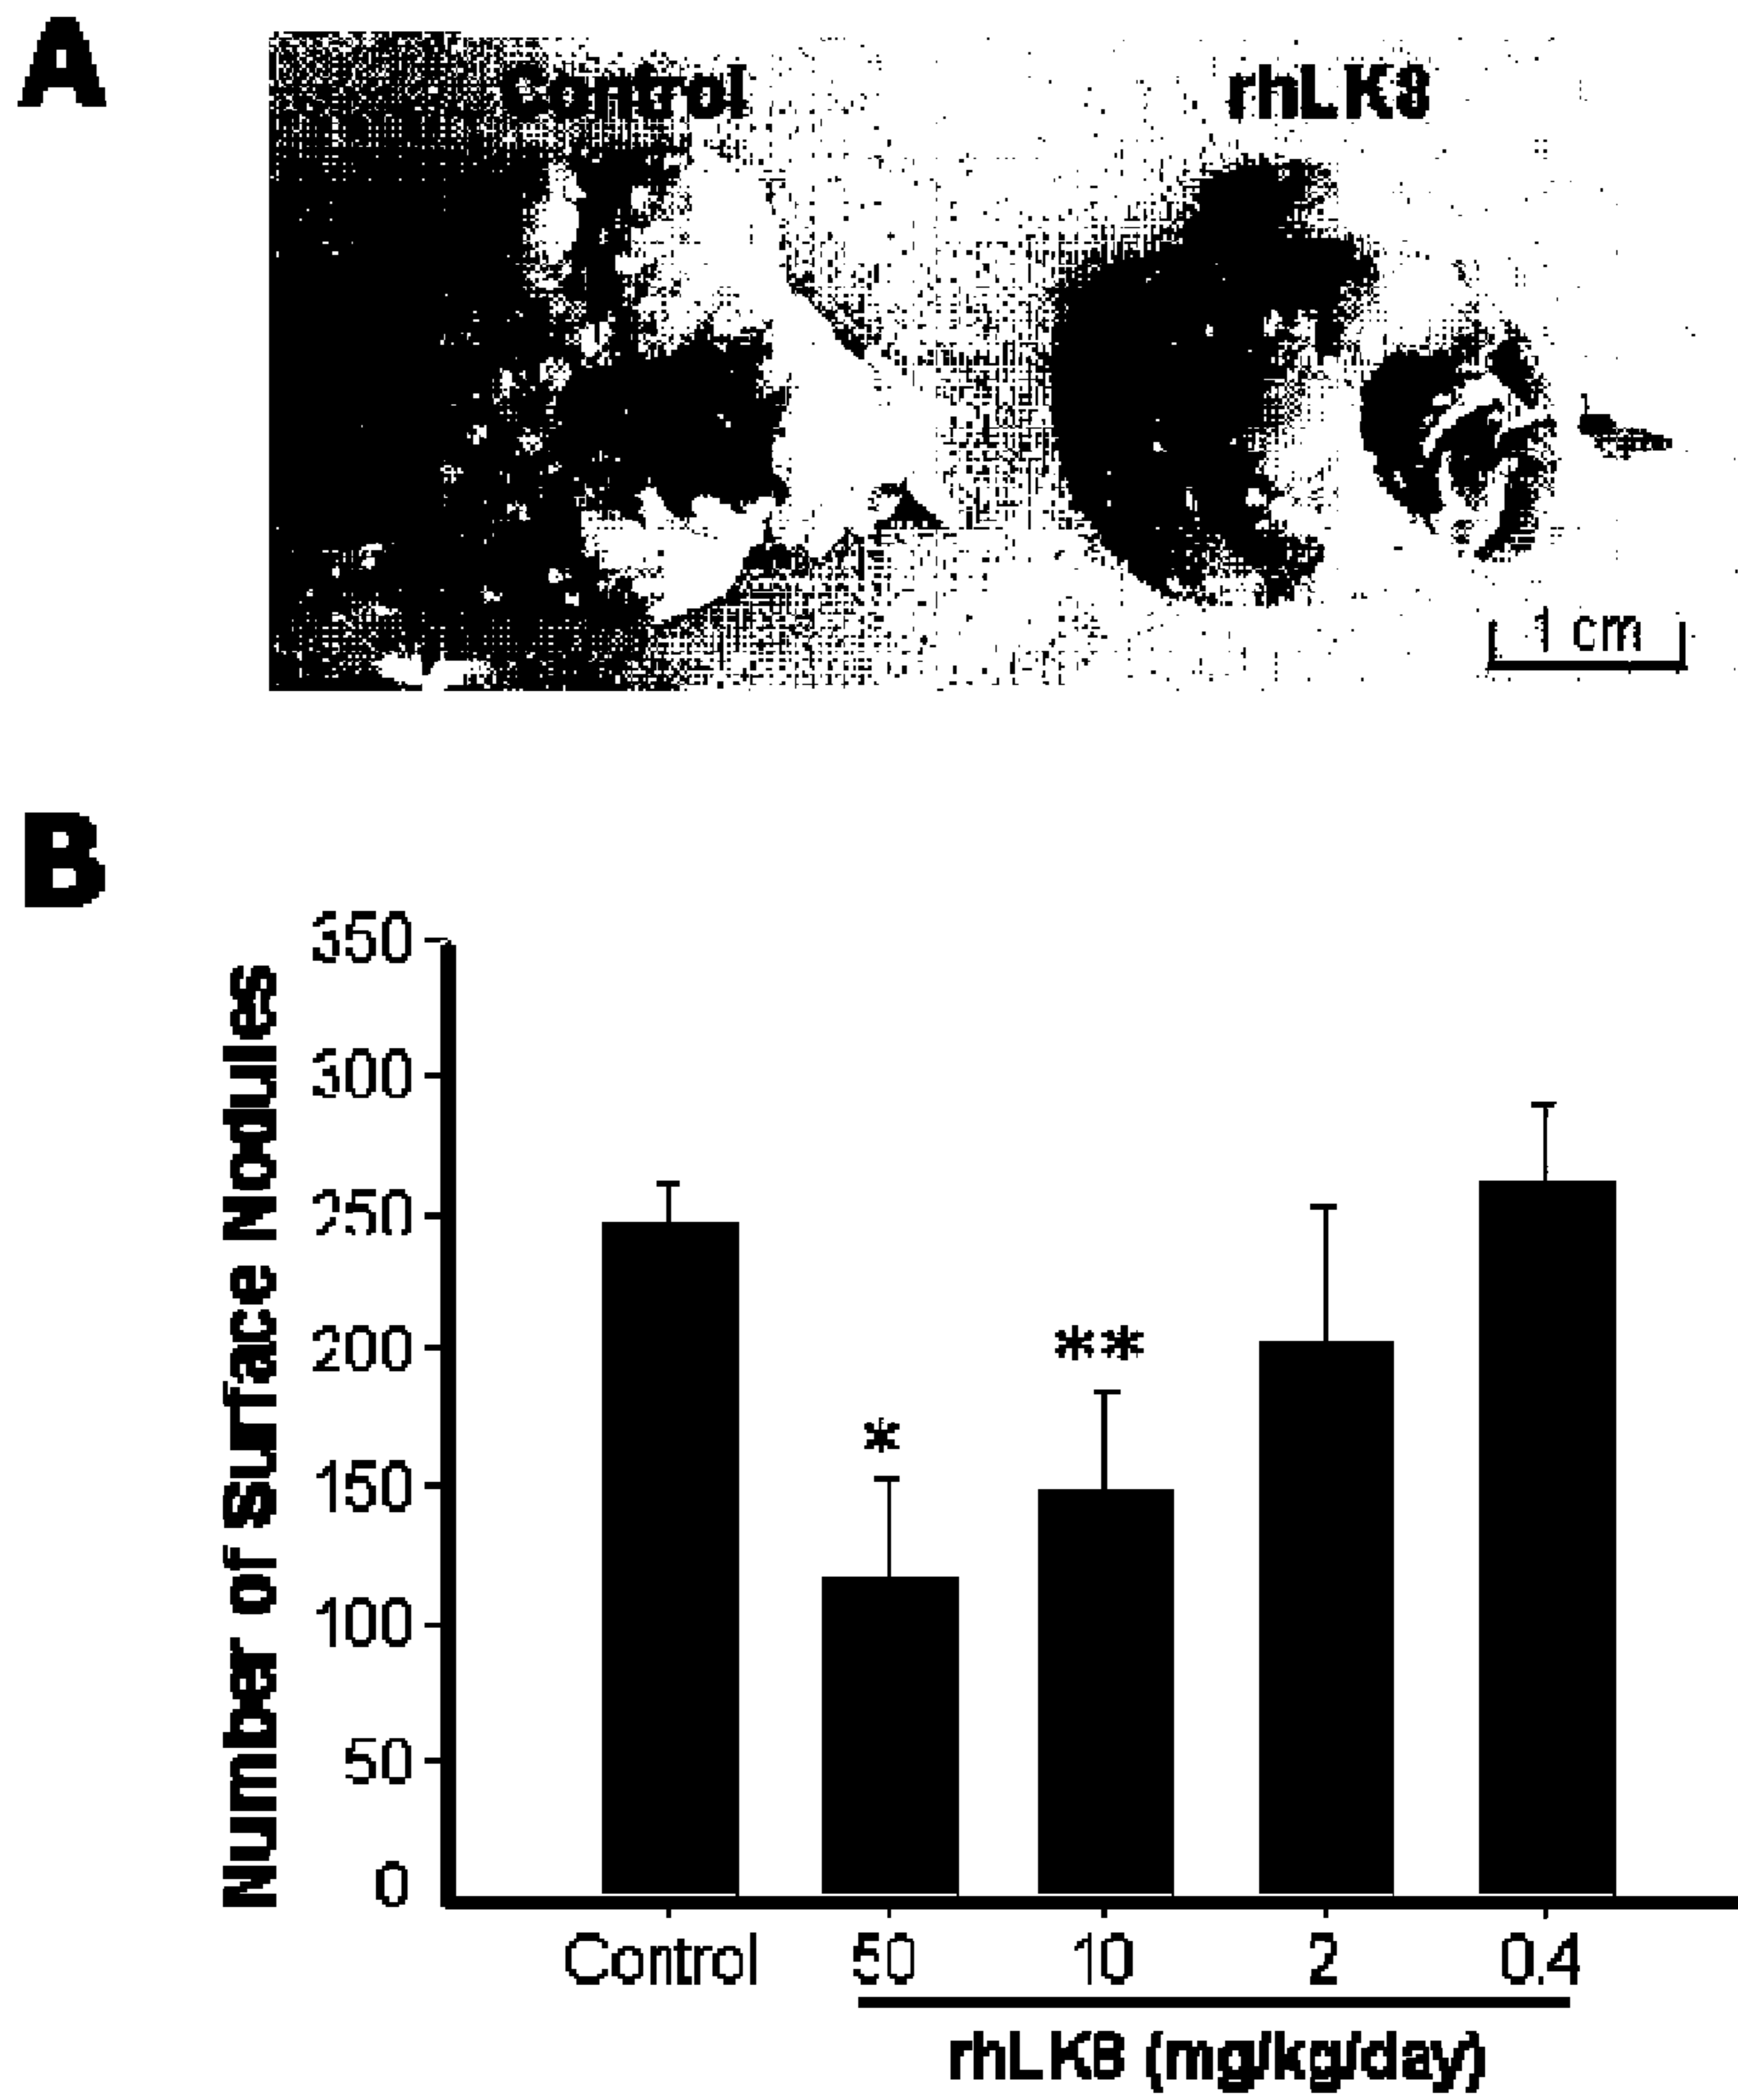 A
Control rhLK8
1 cm
B
Number of Surface Nodules
350
300
250
200
150
100
50
0
*
**
Control 50 10 2 0.4
rhLK8 (mg/kg/day)